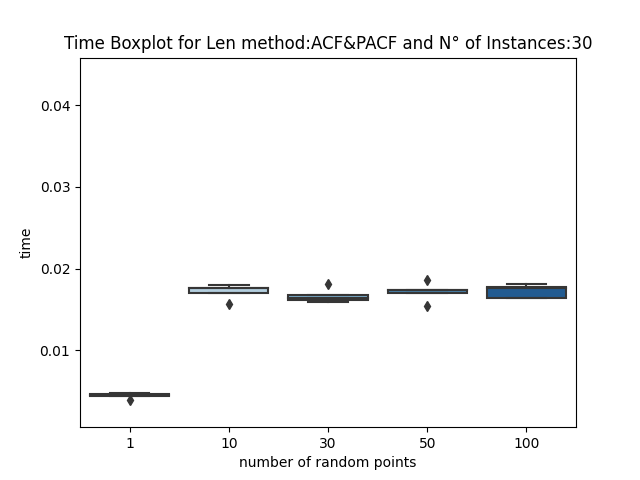 Time Boxplot for Len method:ACF&PACF and N° of Instances:30
0.04
0.03
0.02
0.01
time
1 10 30 50 100
number of random points